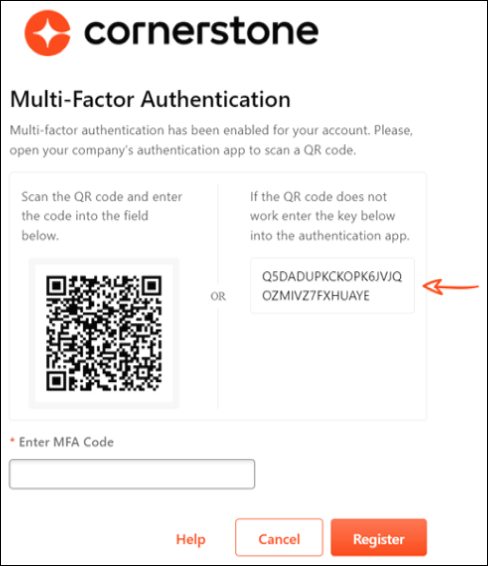 cornerstone
Multi-Factor Authentication
Multi-factor authentication has been enabled for your account. Please,
open your company's authentication app to scan a QR code.
Scan the QR code and enter
the code into the field
below.
OR
If the QR code does not
work enter the key below
into the authentication app.
Q5DADUPKCKOPK6JVJQ
OZMIVZ7FXHUAYE
* Enter MFA Code
Help
Cancel
Register